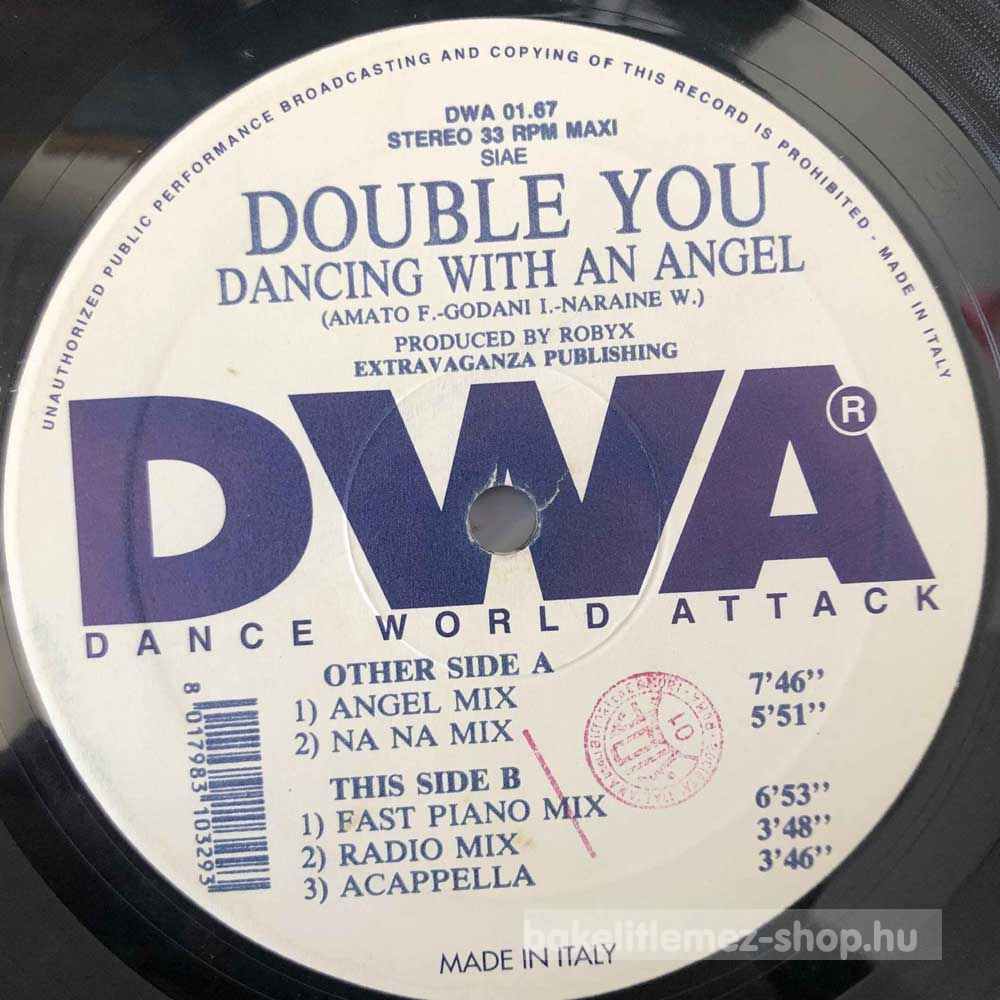 UNAUTHORIZED PUBLIC PERFORMANCE BROADCASTING AND COPYING OF THIS RECORD IS PROHIBITED - MADE IN ITALY
DWA 01.67
STEREO 33 RPM MAXI
SIAE
DOUBLE YOU
DANCING WITH AN ANGEL
(AMATO F.-GODANI I.-NARAINE W.)
PRODUCED BY ROBYX
EXTRAVAGANZA PUBLISHING
DWA®
DANCE WORLD ATTACK
OTHER SIDE A
1) ANGEL MIX 7'46''
2) NA NA MIX 5'51''
THIS SIDE B
1) FAST PIANO MIX 6'53''
2) RADIO MIX 3'48''
3) ACAPPELLA 3'46''
8 017983 103293
01
MADE IN ITALY
bakelitlemez-shop.hu